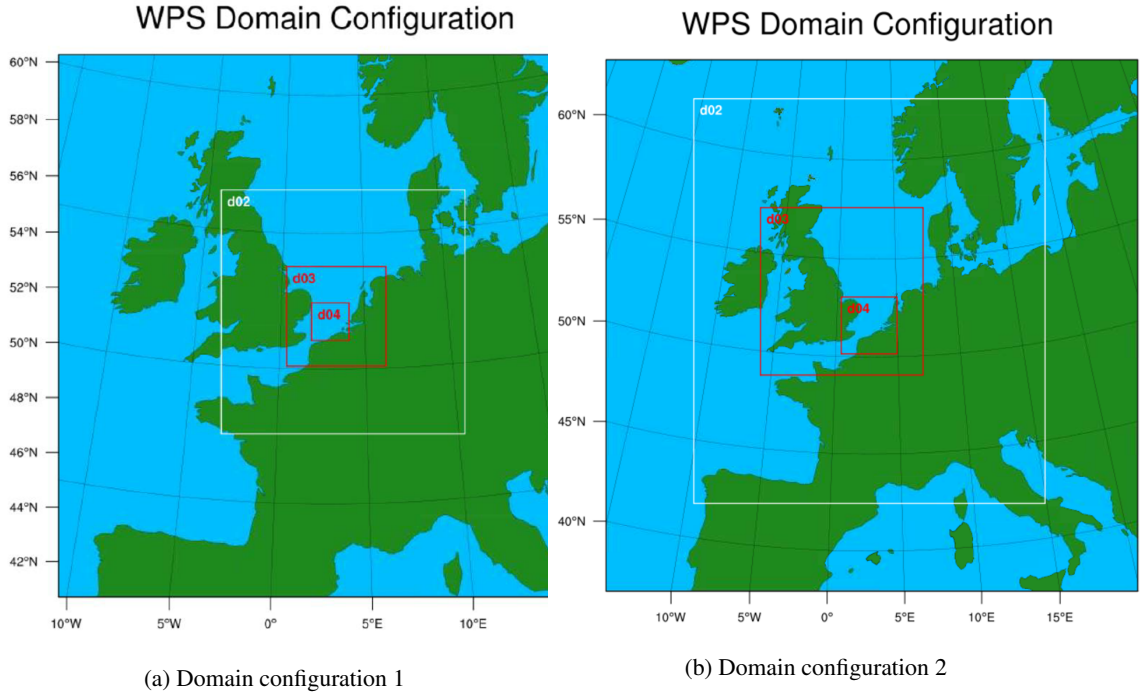 WPS Domain Configuration
60°N
58°N
56°N
54°N
52°N
50°N
48°N
46°N
44°N
42°N
d02
d03
d04
10°W
5°W
0°
5°E
10°E
(a) Domain configuration 1
WPS Domain Configuration
60°N
55°N
50°N
45°N
40°N
d02
d03
d04
10°W
5°W
0°
5°E
10°E
15°E
(b) Domain configuration 2